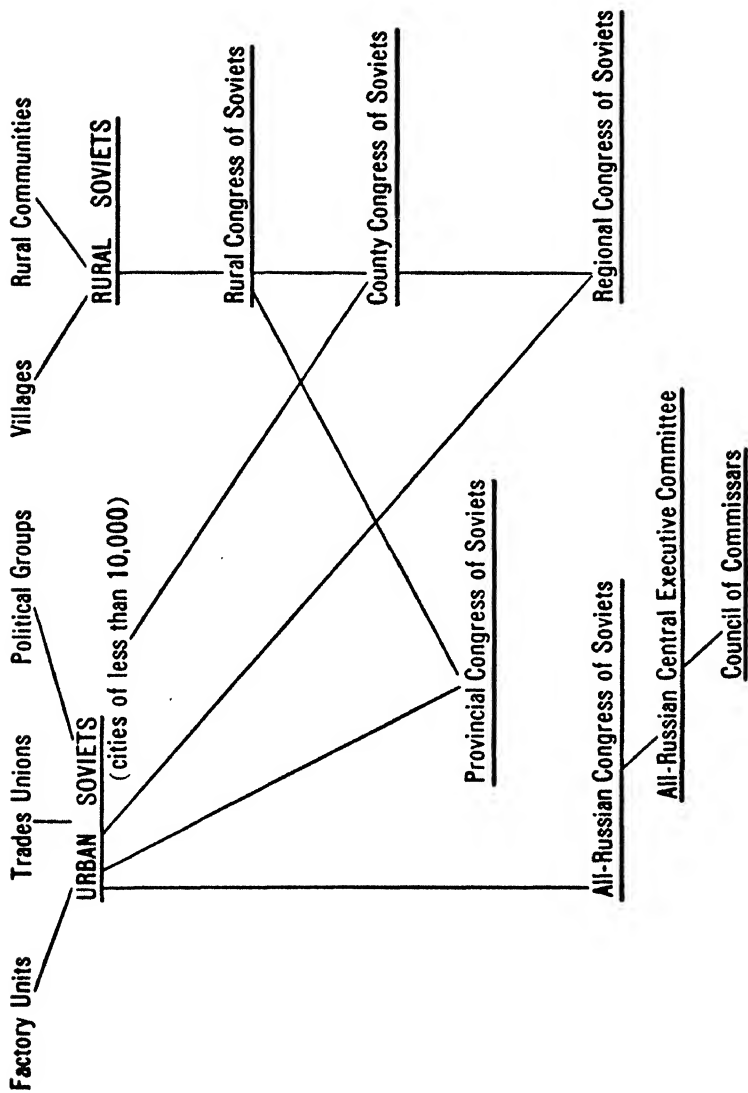 Factory Units
Trades Unions
Political Groups
Villages
Rural Communities
URBAN SOVIETS
(cities of less than 10,000)
RURAL SOVIETS
Rural Congress of Soviets
County Congress of Soviets
Provincial Congress of Soviets
Regional Congress of Soviets
All-Russian Congress of Soviets
All-Russian Central Executive Committee
Council of Commissars